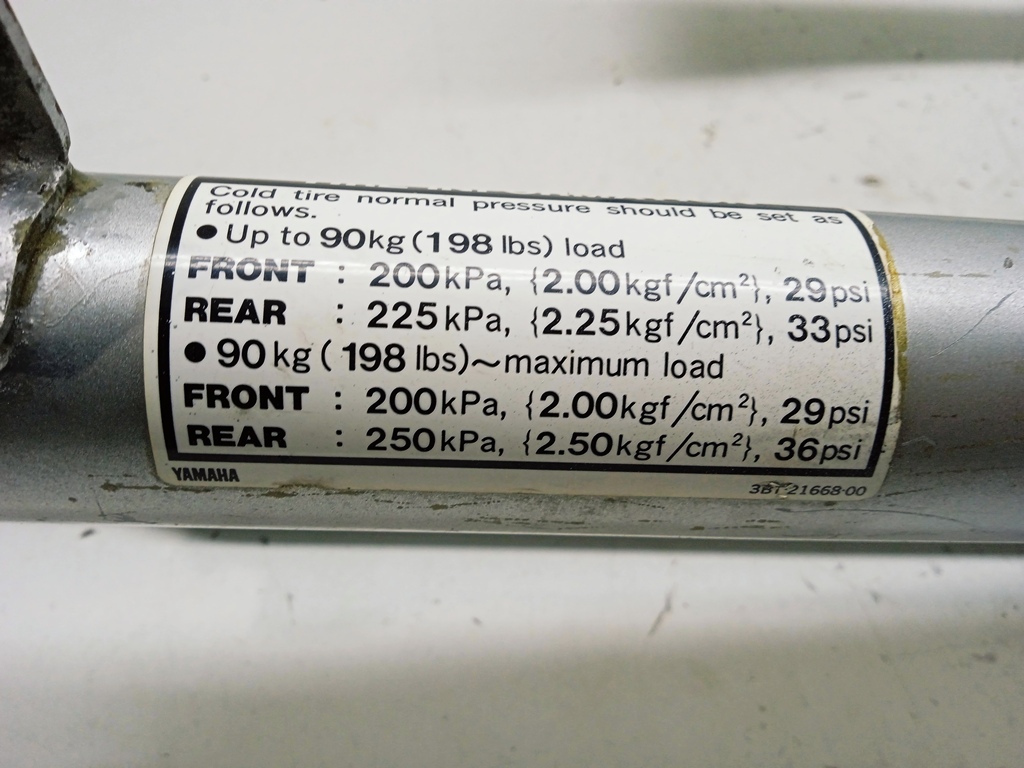 Cold tire normal pressure should be set as
follows.
● Up to 90kg (198 lbs) load
FRONT : 200kPa, {2.00kgf/cm²}, 29psi
REAR : 225kPa, {2.25kgf/cm²}, 33psi
● 90kg (198 lbs)~maximum load
FRONT : 200kPa, {2.00kgf/cm²}, 29psi
REAR : 250kPa, {2.50kgf/cm²}, 36psi
YAMAHA
3BT-21668-00